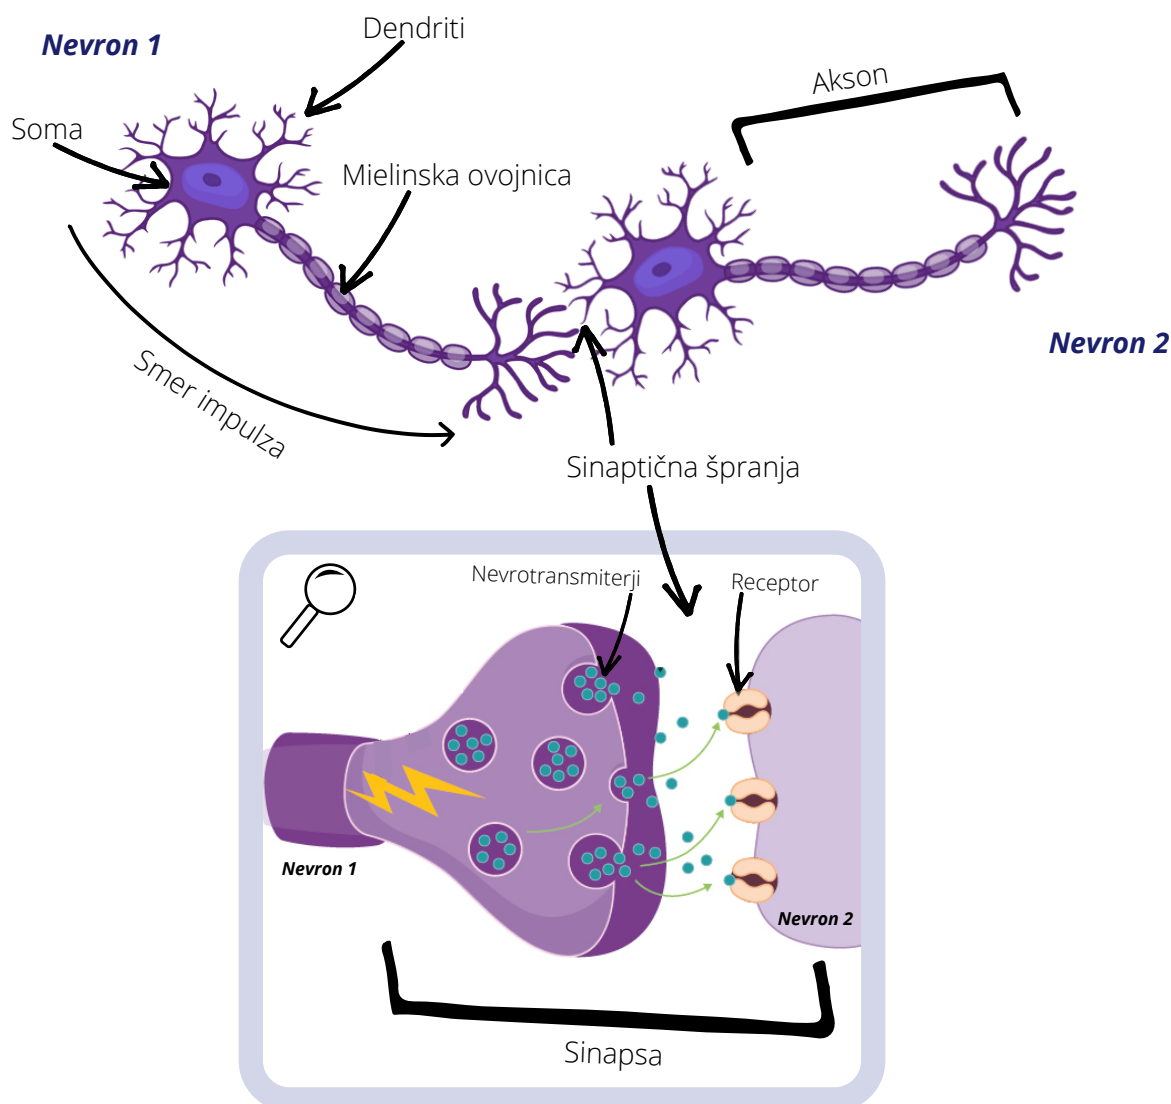 Nevron 1
Dendriti
Akson
Soma
Mielinska ovojnica
Nevron 2
Smer impulza
Sinaptična špranja
Nevrotransmiterji
Receptor
Nevron 1
Nevron 2
Sinapsa